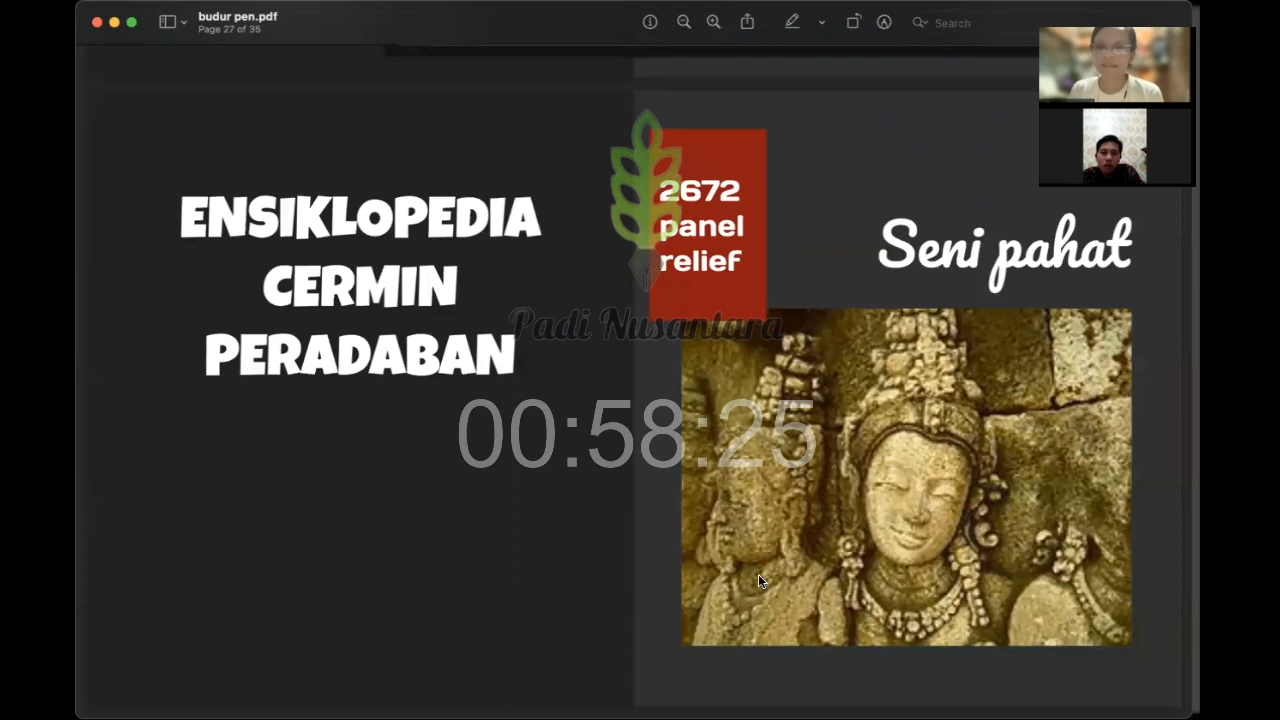 budur pen.pdf
Page 27 of 35
Search
ENSIKLOPEDIA
CERMIN
PERADABAN
2672
panel
relief
Seni pahat
Padi Nusantara
00:58:25